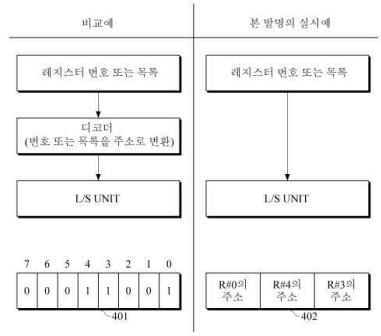 비교예
본 발명의 실시예
레지스터 번호 또는 목록
레지스터 번호 또는 목록
디코더
(번호 또는 목록을 주소로 변환)
L/S UNIT
L/S UNIT
7 6 5 4 3 2 1 0
0 0 0 1 1 0 0 1
R#0의 주소 R#4의 주소 R#3의 주소
401
402